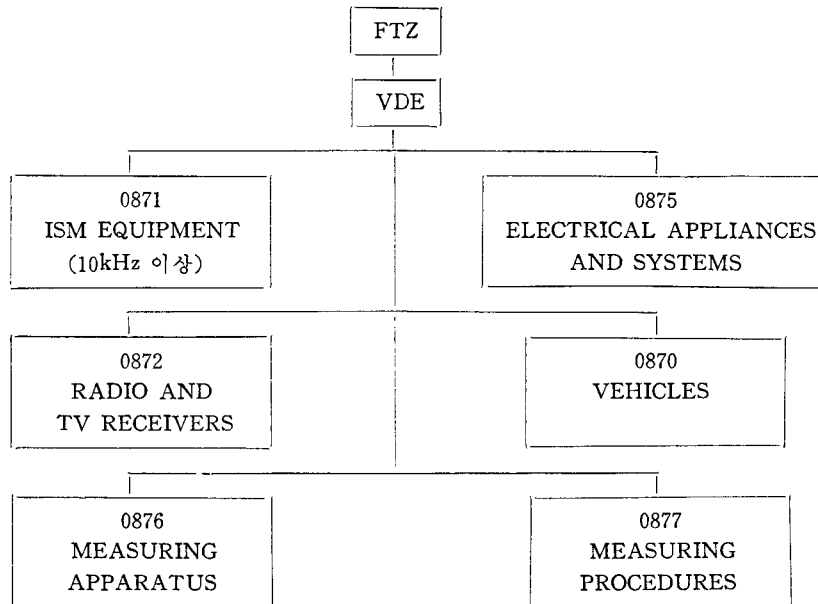 FTZ
VDE
0871
ISM EQUIPMENT
(10kHz 이상)
0875
ELECTRICAL APPLIANCES
AND SYSTEMS
0872
RADIO AND
TV RECEIVERS
0870
VEHICLES
0876
MEASURING
APPARATUS
0877
MEASURING
PROCEDURES